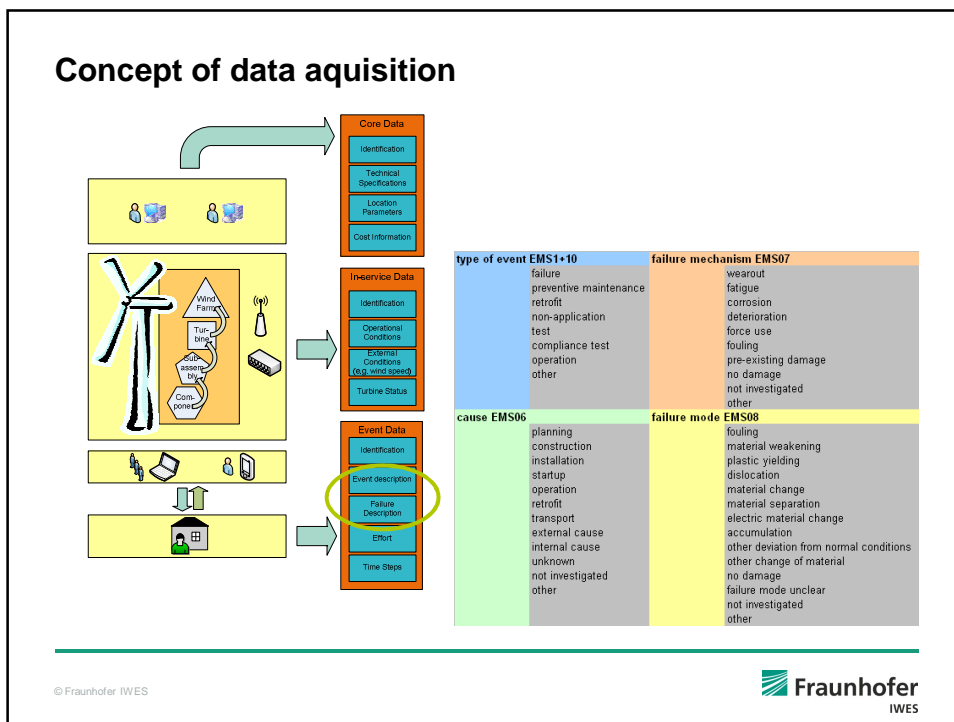 Concept of data aquisition
Core Data
Identification
Technical
Specifications
Location
Parameters
Cost Information
Wind
Farm
Tur-
bine
Sub-
assem-
bly
Com-
ponent
In-service Data
Identification
Operational
Conditions
External
Conditions
(e.g. wind speed)
Turbine Status
Event Data
Identification
Event description
Failure
Description
Effort
Time Steps
type of event EMS1+10
failure
preventive maintenance
retrofit
non-application
test
compliance test
operation
other
failure mechanism EMS07
wearout
fatigue
corrosion
deterioration
force use
fouling
pre-existing damage
no damage
not investigated
other
cause EMS06
planning
construction
installation
startup
operation
retrofit
transport
external cause
internal cause
unknown
not investigated
other
failure mode EMS08
fouling
material weakening
plastic yielding
dislocation
material change
material separation
electric material change
accumulation
other deviation from normal conditions
other change of material
no damage
failure mode unclear
not investigated
other
© Fraunhofer IWES
Fraunhofer
IWES